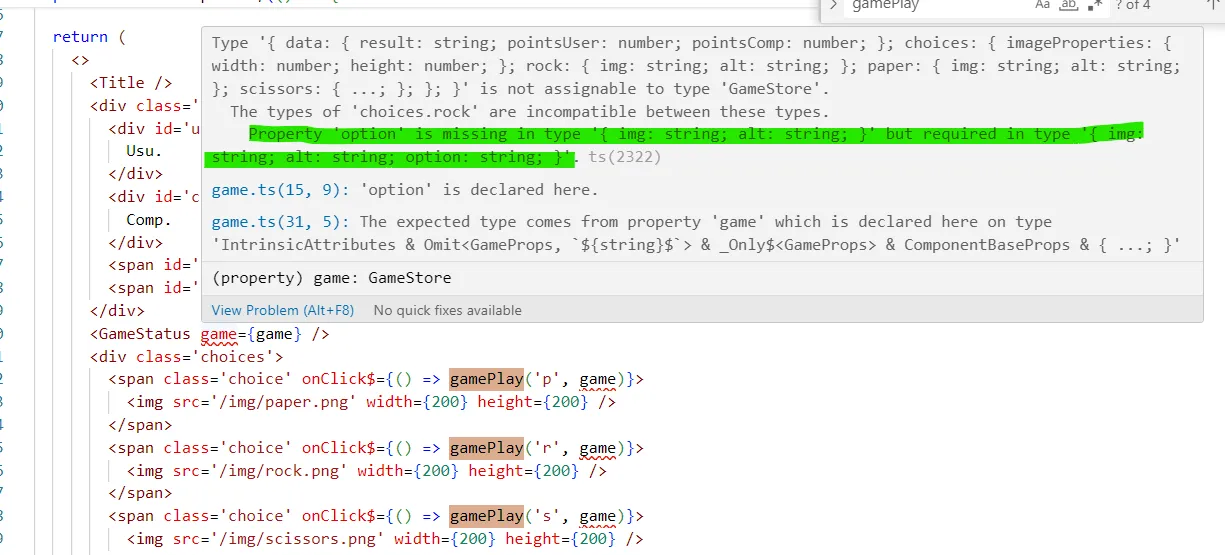 gamePlay
Aa ab .* ? of 4
return (
<>
<Title />
<div class='
<div id='u
Usu.
</div>
<div id='c
Comp.
</div>
<span id='
<span id='
</div>
Type '{ data: { result: string; pointsUser: number; pointsComp: number; }; choices: { imageProperties: {
width: number; height: number; }; rock: { img: string; alt: string; }; paper: { img: string; alt: string;
}; scissors: { ...; }; }; }' is not assignable to type 'GameStore'.
The types of 'choices.rock' are incompatible between these types.
Property 'option' is missing in type '{ img: string; alt: string; }' but required in type '{ img:
string; alt: string; option: string; }'. ts(2322)
game.ts(15, 9): 'option' is declared here.
game.ts(31, 5): The expected type comes from property 'game' which is declared here on type
'IntrinsicAttributes & Omit<GameProps, `${string}$`> & _Only$<GameProps> & ComponentBaseProps & { ...; }'
(property) game: GameStore
View Problem (Alt+F8) No quick fixes available
<GameStatus game={game} />
<div class='choices'>
<span class='choice' onClick$={() => gamePlay('p', game)}>
<img src='/img/paper.png' width={200} height={200} />
</span>
<span class='choice' onClick$={() => gamePlay('r', game)}>
<img src='/img/rock.png' width={200} height={200} />
</span>
<span class='choice' onClick$={() => gamePlay('s', game)}>
<img src='/img/scissors.png' width={200} height={200} />